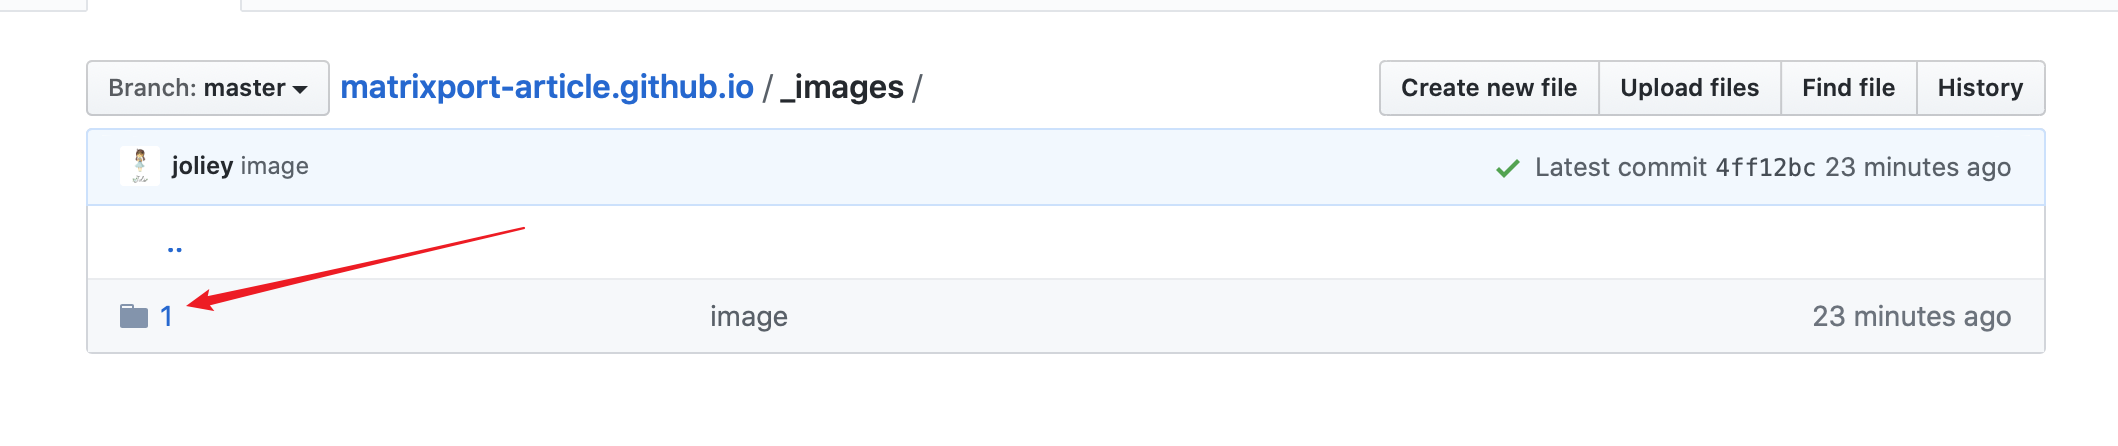 Branch: master matrixport-article.github.io / _images / Create new file Upload files Find file History
joliey image Latest commit 4ff12bc 23 minutes ago
..
1 image 23 minutes ago